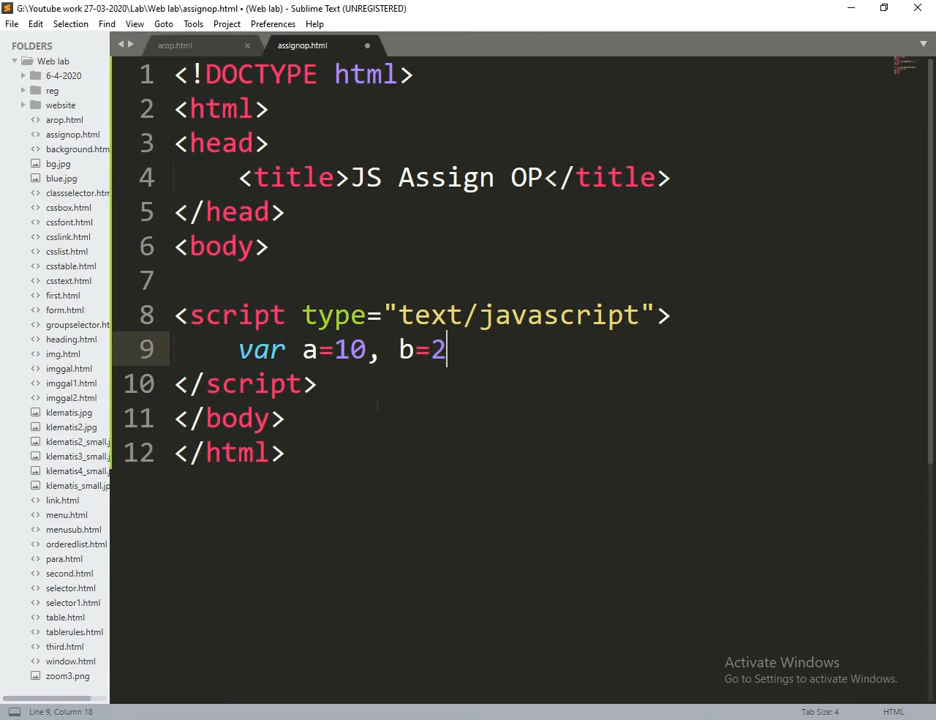 G:\Youtube work 27-03-2020\Lab\Web lab\assignop.html • (Web lab) - Sublime Text (UNREGISTERED)
File Edit Selection Find View Goto Tools Project Preferences Help
FOLDERS
Web lab
6-4-2020
reg
website
arop.html
assignop.html
background.htm
bg.jpg
blue.jpg
classselector.htm
cssbox.html
cssfont.html
csslink.html
csslist.html
csstable.html
csstext.html
first.html
form.html
groupselector.ht
heading.html
img.html
imggal.html
imggal1.html
imggal2.html
klematis.jpg
klematis2.jpg
klematis2_small.j
klematis3_small.j
klematis4_small.j
klematis_small.jp
link.html
menu.html
menusub.html
orderedlist.html
para.html
second.html
selector.html
selector1.html
table.html
tablerules.html
third.html
window.html
zoom3.png
arop.html × assignop.html
1 <!DOCTYPE html>
2 <html>
3 <head>
4 <title>JS Assign OP</title>
5 </head>
6 <body>
7
8 <script type="text/javascript">
9 var a=10, b=2
10 </script>
11 </body>
12 </html>
Activate Windows
Go to Settings to activate Windows.
Line 9, Column 18 Tab Size: 4 HTML